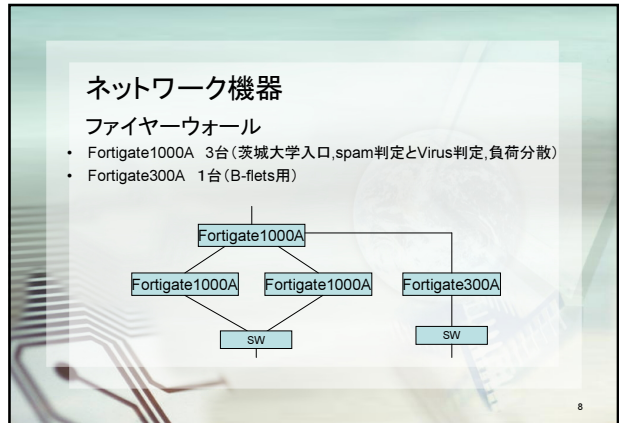 ネットワーク機器
ファイヤーウォール
• Fortigate1000A　3台(茨城大学入口,spam判定とVirus判定,負荷分散)
• Fortigate300A　1台(B-flets用)
Fortigate1000A
Fortigate1000A Fortigate1000A Fortigate300A
SW SW
8